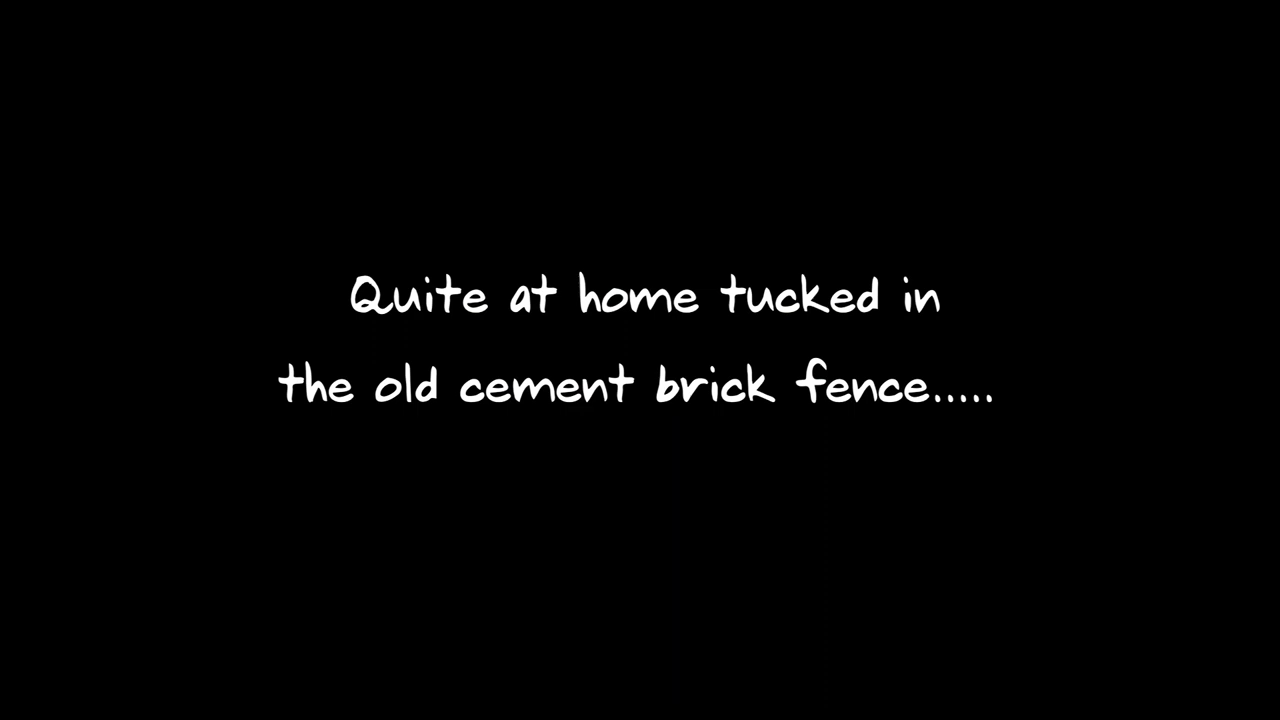 Quite at home tucked in
the old cement brick fence.....